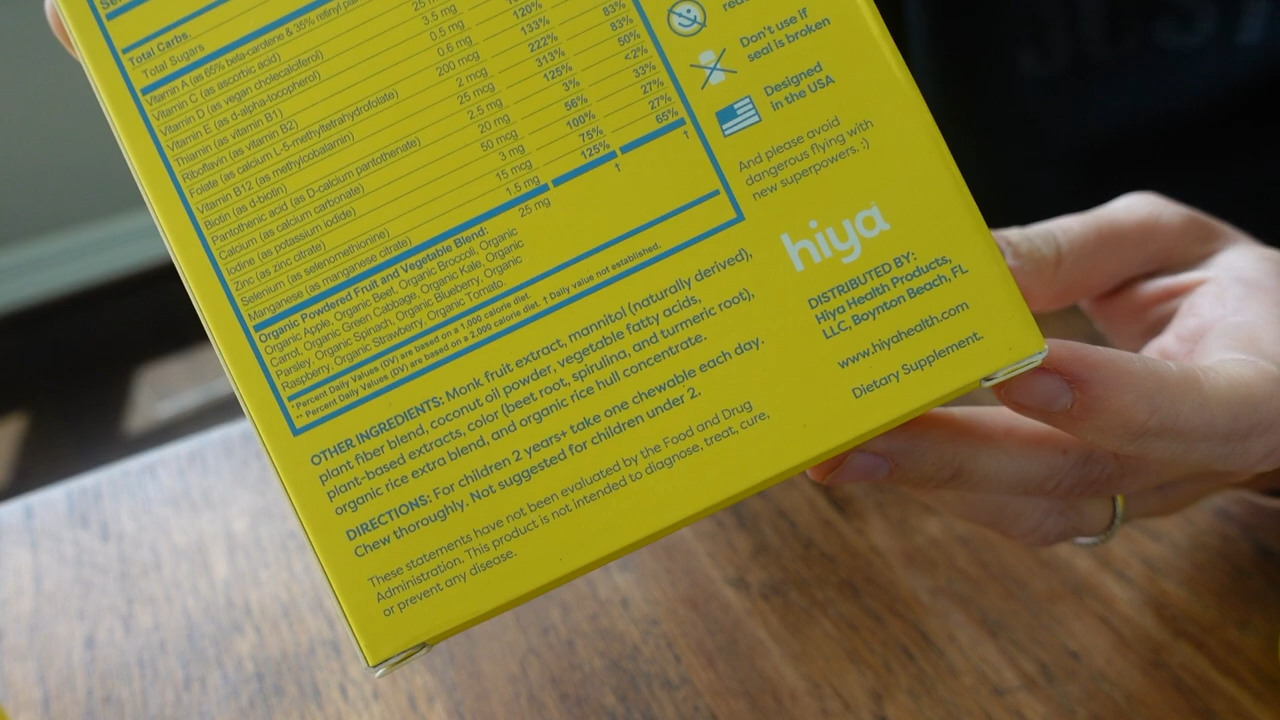 Total Carbs.
Total Sugars
Vitamin A (as 65% beta-carotene & 35% retinyl
Vitamin C (as ascorbic acid)
Vitamin D (as vegan cholecalciferol) 25
Vitamin E (as d-alpha-tocopherol) 3.5 mg
Thiamin (as vitamin B1) 0.5 mg
Riboflavin (as vitamin B2) 0.6 mg 120%
Folate (as calcium L-5-methyltetrahydrofolate) 200 mcg 133%
Vitamin B12 (as methylcobalamin) 2 mcg 222% 83%
Biotin (as d-biotin) 25 mcg 313% 83%
Pantothenic acid (as D-calcium pantothenate) 2.5 mg 125% 50%
Calcium (as calcium carbonate) 20 mg 3% <2%
Iodine (as potassium iodide) 50 mcg 56% 33%
Zinc (as zinc citrate) 3 mg 100% 27%
Selenium (as selenomethionine) 15 mcg 75% 27%
Manganese (as manganese citrate) 1.5 mg 125% 65%
Organic Powdered Fruit and Vegetable Blend: 25 mg † †
Organic Apple, Organic Beet, Organic Broccoli, Organic
Carrot, Organic Green Cabbage, Organic Kale, Organic
Parsley, Organic Spinach, Organic Blueberry, Organic
Raspberry, Organic Strawberry, Organic Tomato.
* Percent Daily Values (DV) are based on a 1,000 calorie diet.
** Percent Daily Values (DV) are based on a 2,000 calorie diet. † Daily value not established.
OTHER INGREDIENTS: Monk fruit extract, mannitol (naturally derived),
plant fiber blend, coconut oil powder, vegetable fatty acids,
plant-based extracts, color (beet root, spirulina, and turmeric root),
organic rice extra blend, and organic rice hull concentrate.
DIRECTIONS: For children 2 years+ take one chewable each day.
Chew thoroughly. Not suggested for children under 2.
These statements have not been evaluated by the Food and Drug
Administration. This product is not intended to diagnose, treat, cure,
or prevent any disease.
Don't use if
seal is broken
Designed
in the USA
And please avoid
dangerous flying with
new superpowers. :)
hiya
DISTRIBUTED BY:
Hiya Health Products,
LLC, Boynton Beach, FL
www.hiyahealth.com
Dietary Supplement.